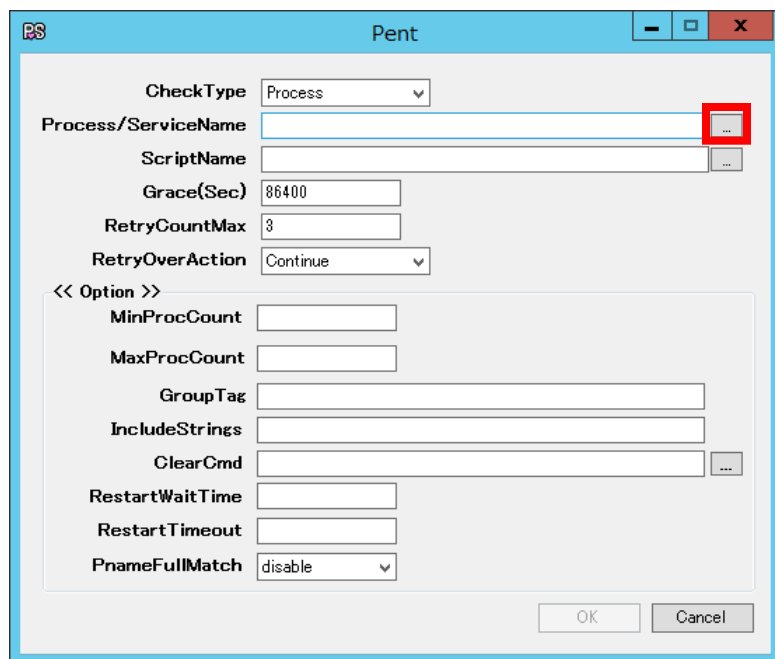 PS Pent
CheckType Process
Process/ServiceName ...
ScriptName ...
Grace(Sec) 86400
RetryCountMax 3
RetryOverAction Continue
<< Option >>
MinProcCount
MaxProcCount
GroupTag
IncludeStrings
ClearCmd ...
RestartWaitTime
RestartTimeout
PnameFullMatch disable
OK Cancel